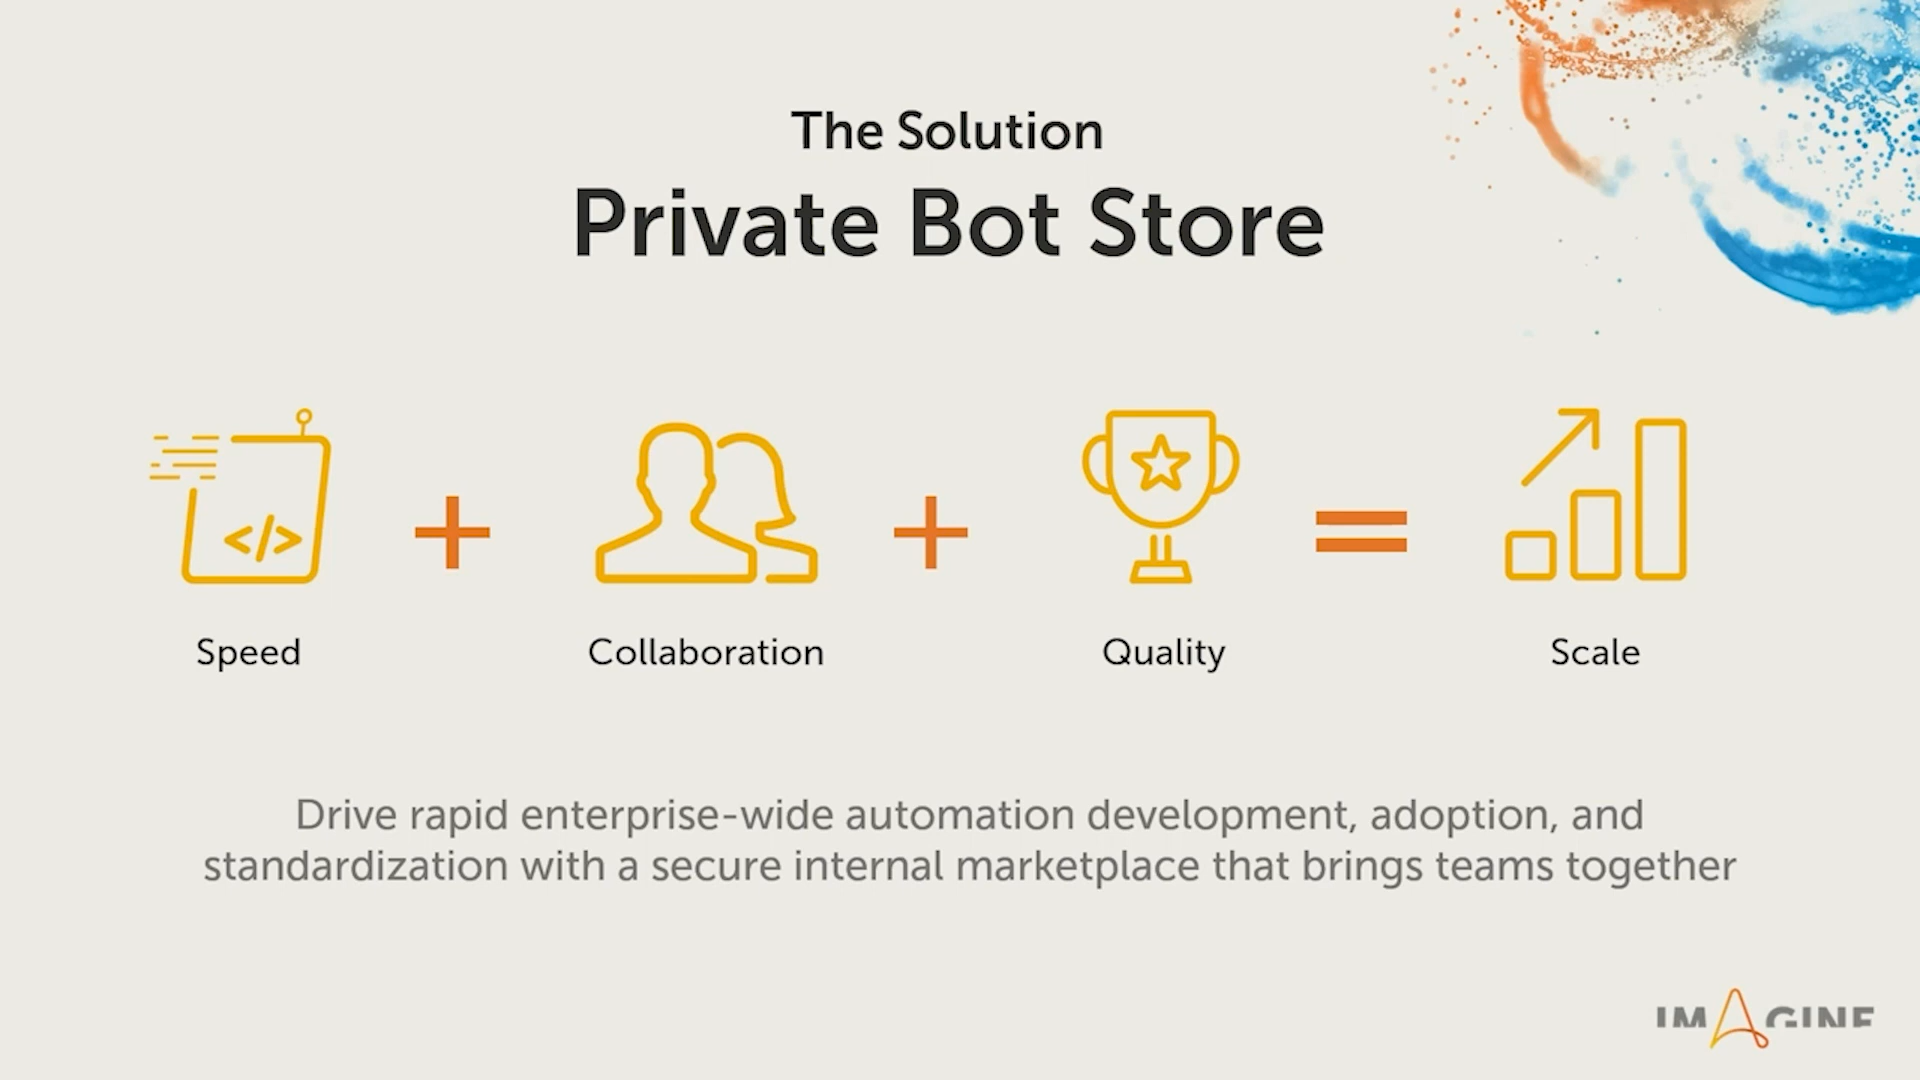 The Solution
Private Bot Store
</>
+
+
=
Speed
Collaboration
Quality
Scale
Drive rapid enterprise-wide automation development, adoption, and
standardization with a secure internal marketplace that brings teams together
IMAGINE